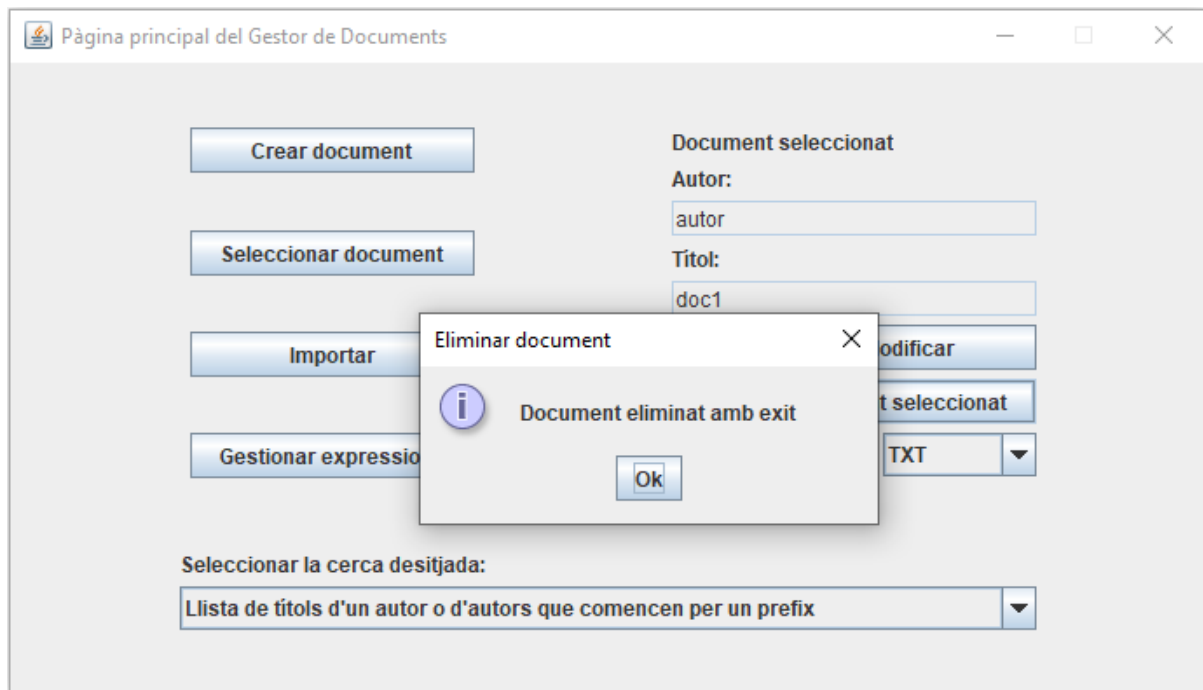 Pàgina principal del Gestor de Documents
Crear document
Seleccionar document
Importar
Gestionar
Document seleccionat
Autor:
autor
Títol:
doc1
seleccionat
TXT
Eliminar document
Document eliminat amb exit
Ok
Seleccionar la cerca desitjada:
Llista de títols d'un autor o d'autors que comencen per un prefix